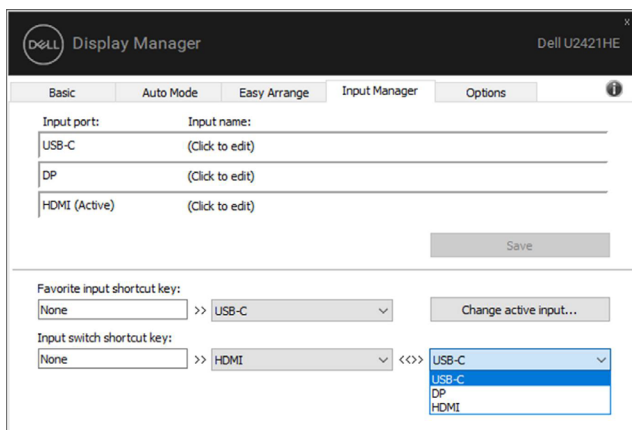 x
DELL Display Manager Dell U2421HE
Basic Auto Mode Easy Arrange Input Manager Options i
Input port: Input name:
USB-C (Click to edit)
DP (Click to edit)
HDMI (Active) (Click to edit)
Save
Favorite input shortcut key:
None >> USB-C Change active input...
Input switch shortcut key:
None >> HDMI <<>> USB-C
USB-C
DP
HDMI